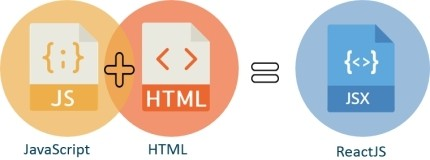 {;} + < > = {<>}
JS HTML JSX
JavaScript HTML ReactJS